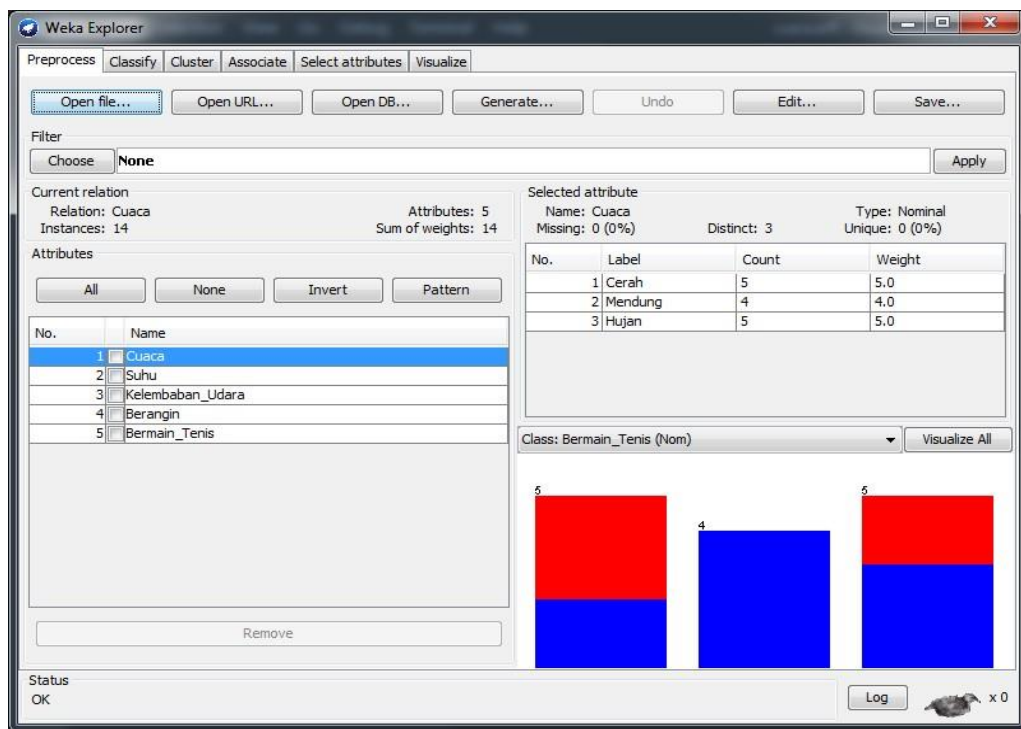 Weka Explorer
Preprocess Classify Cluster Associate Select attributes Visualize
Open file... Open URL... Open DB... Generate... Undo Edit... Save...
Filter
Choose None Apply
Current relation
Relation: Cuaca Attributes: 5
Instances: 14 Sum of weights: 14
Selected attribute
Name: Cuaca Type: Nominal
Missing: 0 (0%) Distinct: 3 Unique: 0 (0%)
Attributes
All None Invert Pattern
No. Name
1 Cuaca
2 Suhu
3 Kelembaban_Udara
4 Berangin
5 Bermain_Tenis
Remove
No. Label Count Weight
1 Cerah 5 5.0
2 Mendung 4 4.0
3 Hujan 5 5.0
Class: Bermain_Tenis (Nom) Visualize All
5 4 5
Status
OK
Log x 0